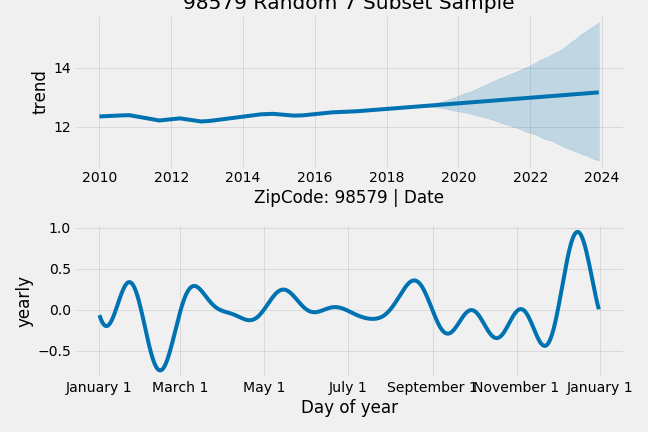 98579 Random 7 Subset Sample
trend
14
12
2010 2012 2014 2016 2018 2020 2022 2024
ZipCode: 98579 | Date
yearly
1.0
0.5
0.0
−0.5
January 1 March 1 May 1 July 1 September 1 November 1 January 1
Day of year